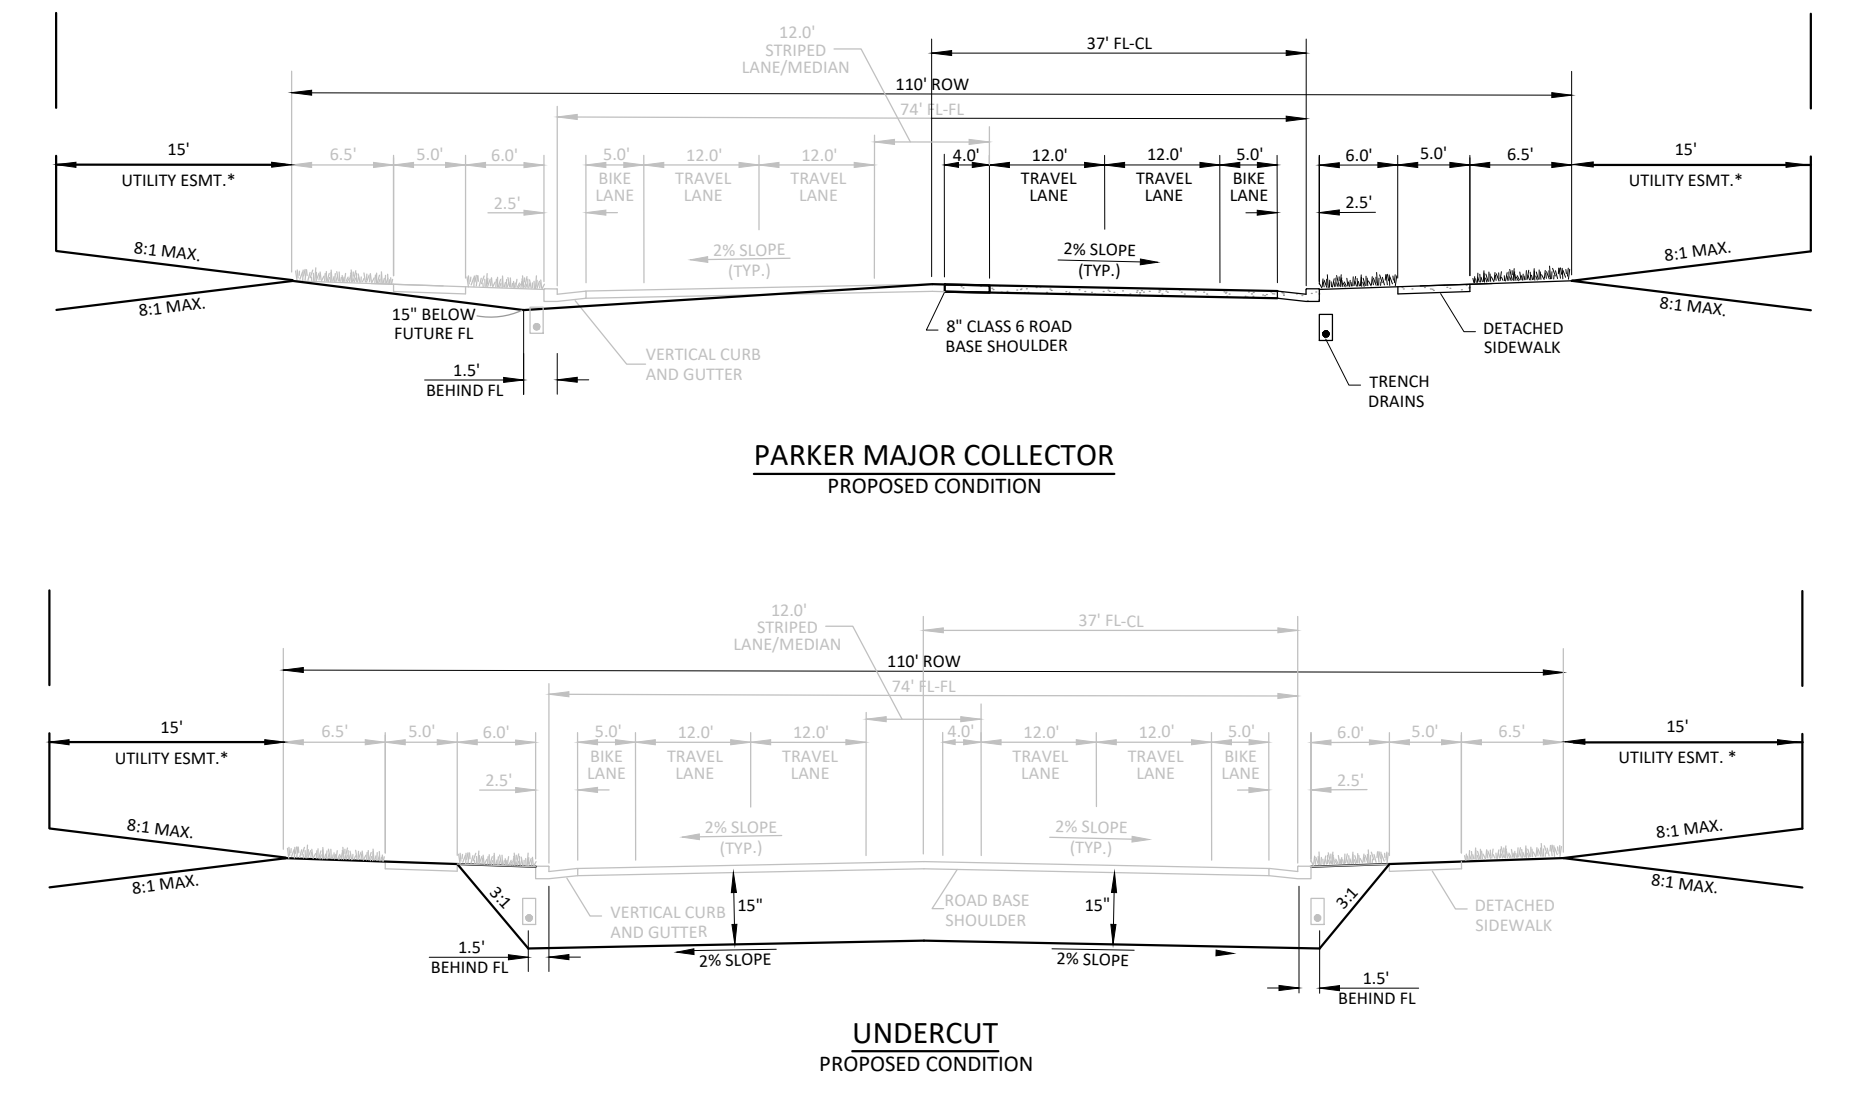 12.0'
STRIPED
LANE/MEDIAN
37' FL-CL
110' ROW
74' FL-FL
15'
UTILITY ESMT.*
6.5'
5.0'
6.0'
5.0'
BIKE
LANE
12.0'
TRAVEL
LANE
12.0'
TRAVEL
LANE
4.0'
12.0'
TRAVEL
LANE
12.0'
TRAVEL
LANE
5.0'
BIKE
LANE
6.0'
5.0'
6.5'
15'
UTILITY ESMT.*
2.5'
2.5'
8:1 MAX.
8:1 MAX.
2% SLOPE
(TYP.)
2% SLOPE
(TYP.)
8:1 MAX.
8:1 MAX.
15" BELOW
FUTURE FL
VERTICAL CURB
AND GUTTER
8" CLASS 6 ROAD
BASE SHOULDER
DETACHED
SIDEWALK
1.5'
BEHIND FL
TRENCH
DRAINS
PARKER MAJOR COLLECTOR
PROPOSED CONDITION
12.0'
STRIPED
LANE/MEDIAN
37' FL-CL
110' ROW
74' FL-FL
15'
UTILITY ESMT.*
6.5'
5.0'
6.0'
5.0'
BIKE
LANE
12.0'
TRAVEL
LANE
12.0'
TRAVEL
LANE
4.0'
12.0'
TRAVEL
LANE
12.0'
TRAVEL
LANE
5.0'
BIKE
LANE
6.0'
5.0'
6.5'
15'
UTILITY ESMT. *
2.5'
2.5'
8:1 MAX.
8:1 MAX.
2% SLOPE
(TYP.)
2% SLOPE
(TYP.)
8:1 MAX.
8:1 MAX.
3:1
15"
VERTICAL CURB
AND GUTTER
ROAD BASE
SHOULDER
15"
3:1
DETACHED
SIDEWALK
1.5'
BEHIND FL
2% SLOPE
2% SLOPE
1.5'
BEHIND FL
UNDERCUT
PROPOSED CONDITION